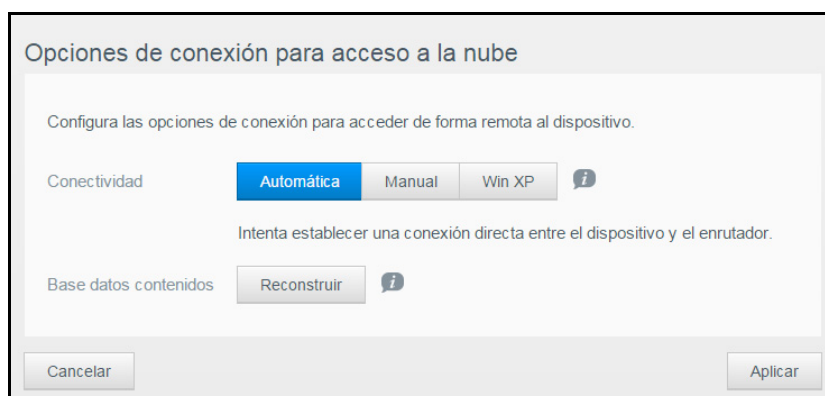 Opciones de conexión para acceso a la nube
Configura las opciones de conexión para acceder de forma remota al dispositivo.
Conectividad Automática Manual Win XP i
Intenta establecer una conexión directa entre el dispositivo y el enrutador.
Base datos contenidos Reconstruir i
Cancelar Aplicar